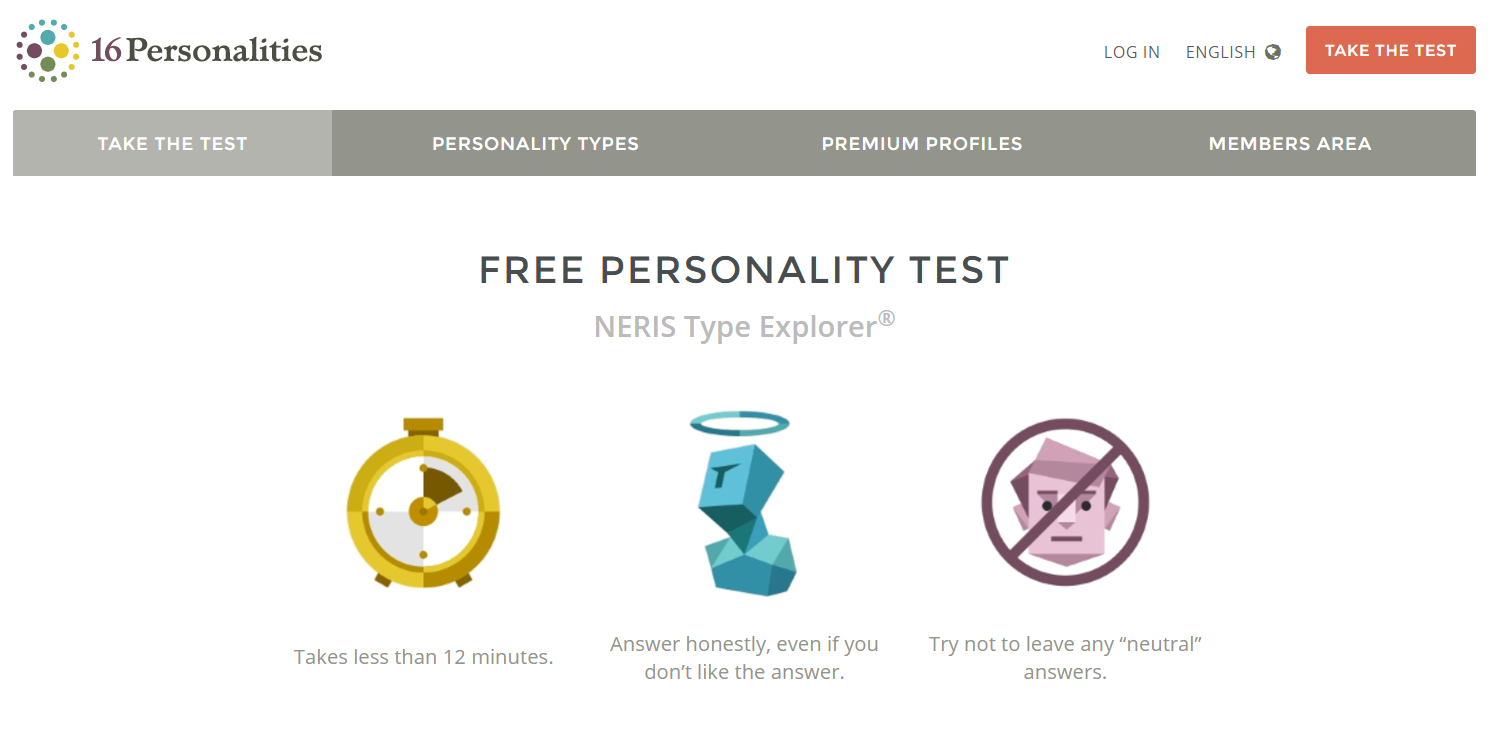 16Personalities
LOG IN
ENGLISH
TAKE THE TEST
TAKE THE TEST
PERSONALITY TYPES
PREMIUM PROFILES
MEMBERS AREA
FREE PERSONALITY TEST
NERIS Type Explorer®
Takes less than 12 minutes.
Answer honestly, even if you
don’t like the answer.
Try not to leave any “neutral”
answers.